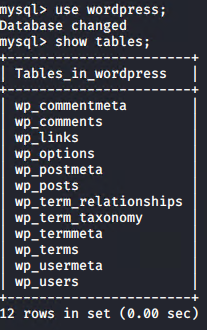 mysql> use wordpress;
Database changed
mysql> show tables;
+-----------------------+
| Tables_in_wordpress   |
+-----------------------+
| wp_commentmeta        |
| wp_comments           |
| wp_links              |
| wp_options            |
| wp_postmeta           |
| wp_posts              |
| wp_term_relationships |
| wp_term_taxonomy      |
| wp_termmeta           |
| wp_terms              |
| wp_usermeta           |
| wp_users              |
+-----------------------+
12 rows in set (0.00 sec)